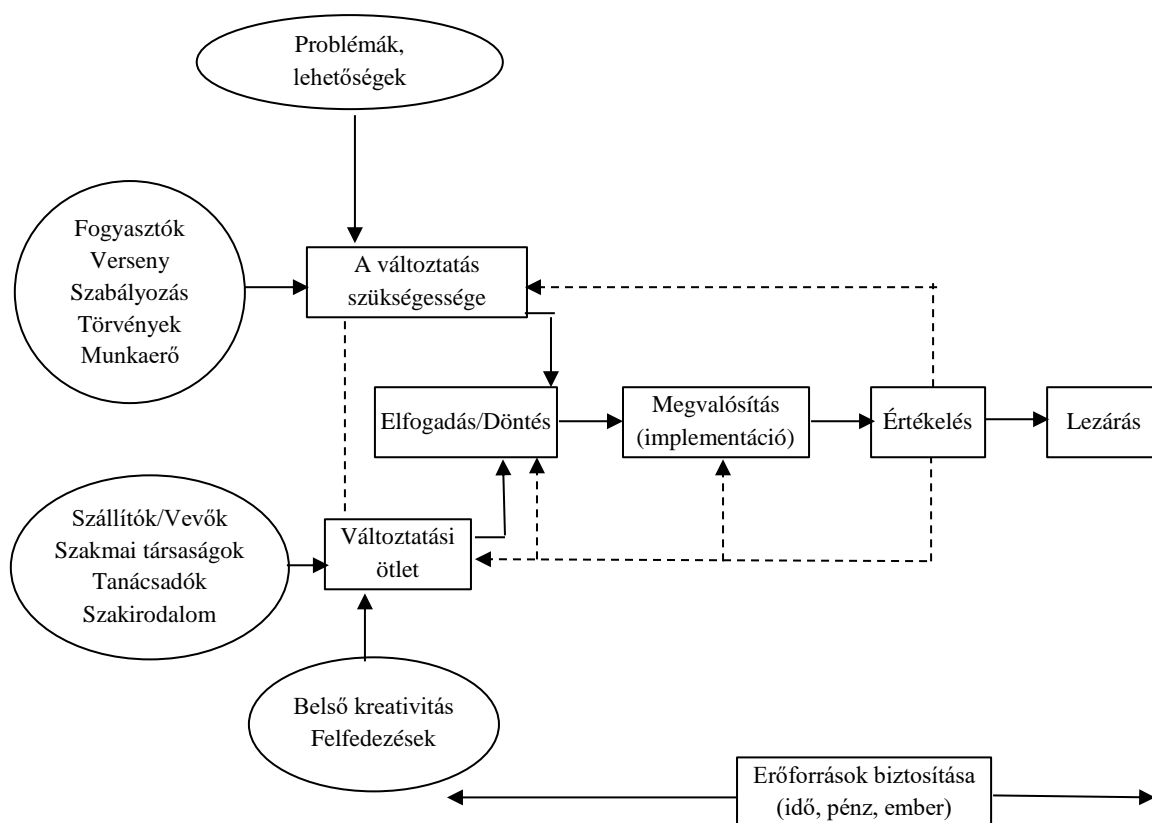 Problémák,
lehetőségek
Fogyasztók
Verseny
Szabályozás
Törvények
Munkaerő
A változtatás
szükségessége
Elfogadás/Döntés
Megvalósítás
(implementáció)
Értékelés
Lezárás
Szállítók/Vevők
Szakmai társaságok
Tanácsadók
Szakirodalom
Változtatási
ötlet
Belső kreativitás
Felfedezések
Erőforrások biztosítása
(idő, pénz, ember)